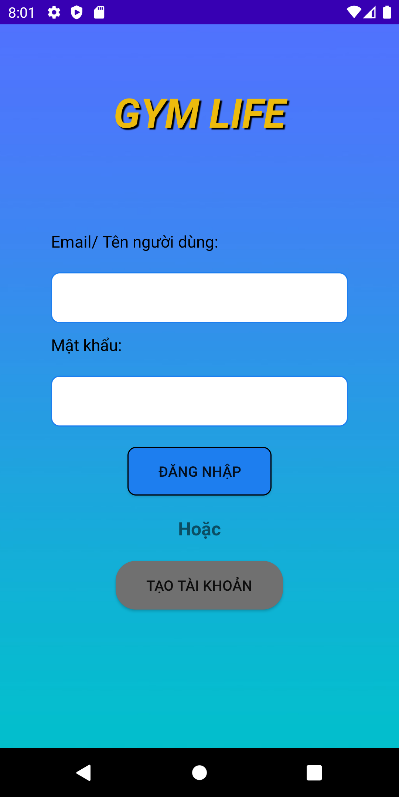 8:01
GYM LIFE
Email/ Tên người dùng:
Mật khẩu:
ĐĂNG NHẬP
Hoặc
TẠO TÀI KHOẢN